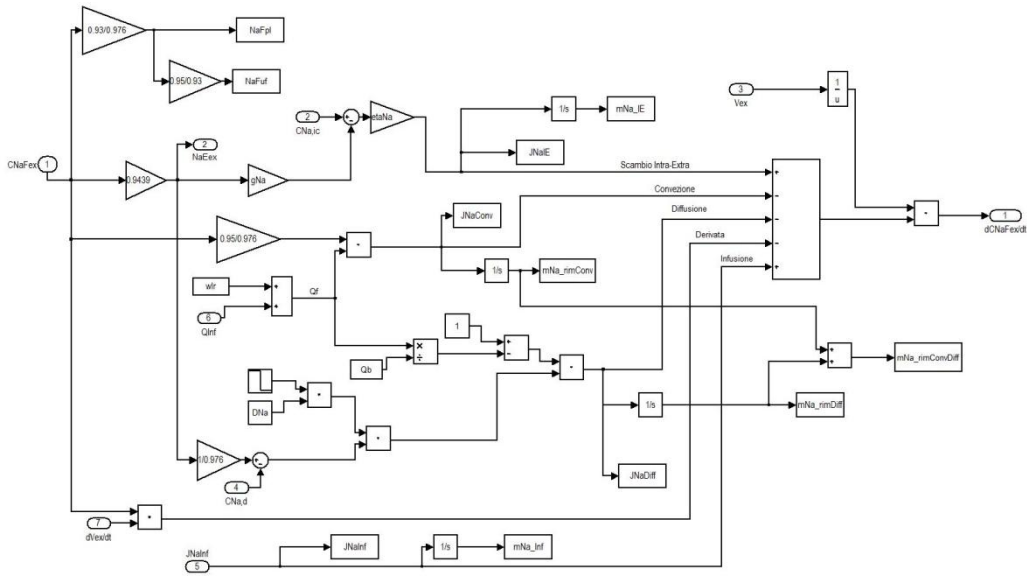 0.93/0.976
NaFpl
0.95/0.93
NaFuf
3
Vex
1
u
2
CNa,ic
etaNa
1/s
mNa_IE
2
NaEex
JNaIE
CNaFex
1
0.9439
gNa
Scambio Intra-Extra
Convezione
JNaConv
Diffusione
1
dCNaFex/dt
0.95/0.976
Derivata
Infusione
1/s
mNa_rimConv
wlr
Qf
6
QInf
1
Qb
mNa_rimConvDiff
DNa
1/s
mNa_rimDiff
1/0.976
4
CNa,d
JNaDiff
7
dVex/dt
JNaInf
5
JNaInf
1/s
mNa_Inf